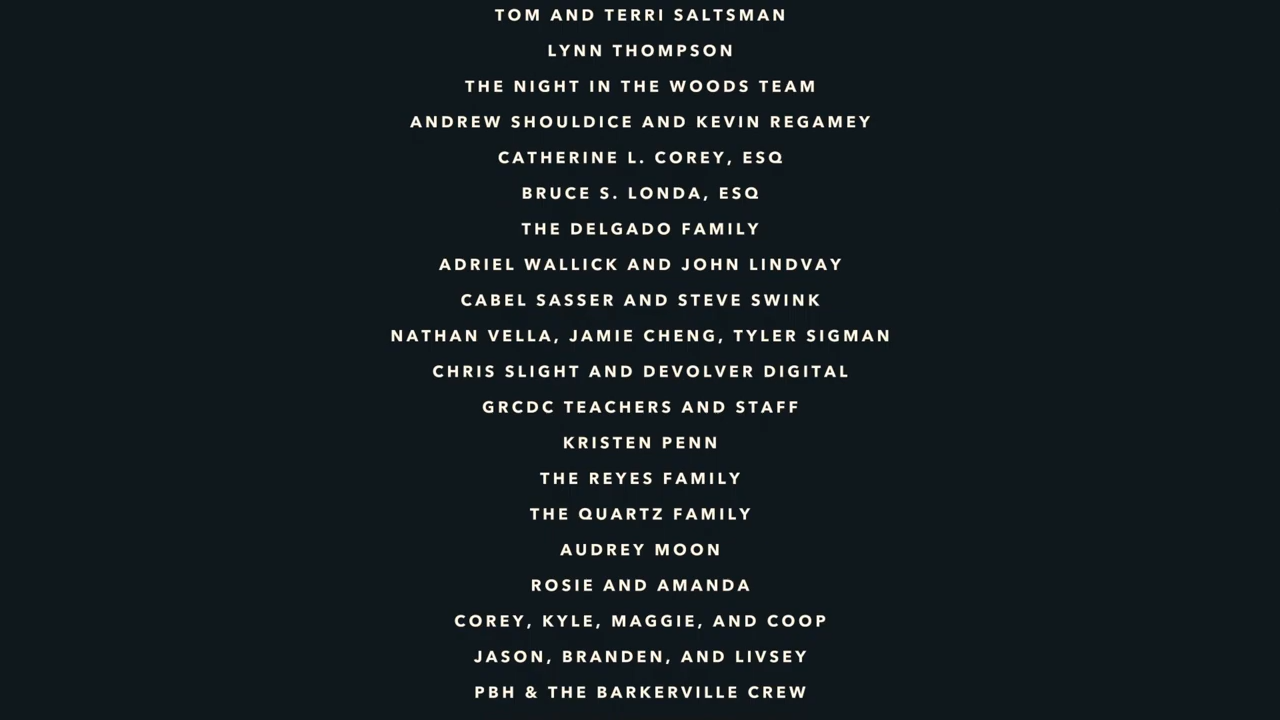 TOM AND TERRI SALTSMAN
LYNN THOMPSON
THE NIGHT IN THE WOODS TEAM
ANDREW SHOULDICE AND KEVIN REGAMEY
CATHERINE L. COREY, ESQ
BRUCE S. LONDA, ESQ
THE DELGADO FAMILY
ADRIEL WALLICK AND JOHN LINDVAY
CABEL SASSER AND STEVE SWINK
NATHAN VELLA, JAMIE CHENG, TYLER SIGMAN
CHRIS SLIGHT AND DEVOLVER DIGITAL
GRCDC TEACHERS AND STAFF
KRISTEN PENN
THE REYES FAMILY
THE QUARTZ FAMILY
AUDREY MOON
ROSIE AND AMANDA
COREY, KYLE, MAGGIE, AND COOP
JASON, BRANDEN, AND LIVSEY
PBH & THE BARKERVILLE CREW